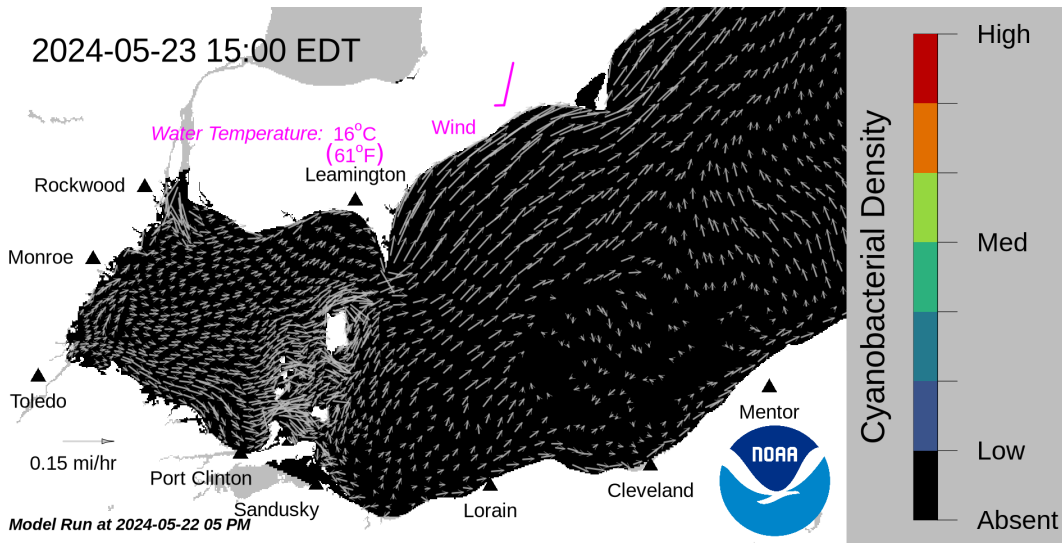 2024-05-23 15:00 EDT
Water Temperature: 16°C
(61°F)
Wind
Leamington
Rockwood
Monroe
Toledo
0.15 mi/hr
Port Clinton
Sandusky
Lorain
Cleveland
Mentor
NOAA
Model Run at 2024-05-22 05 PM
Cyanobacterial Density
High
Med
Low
Absent